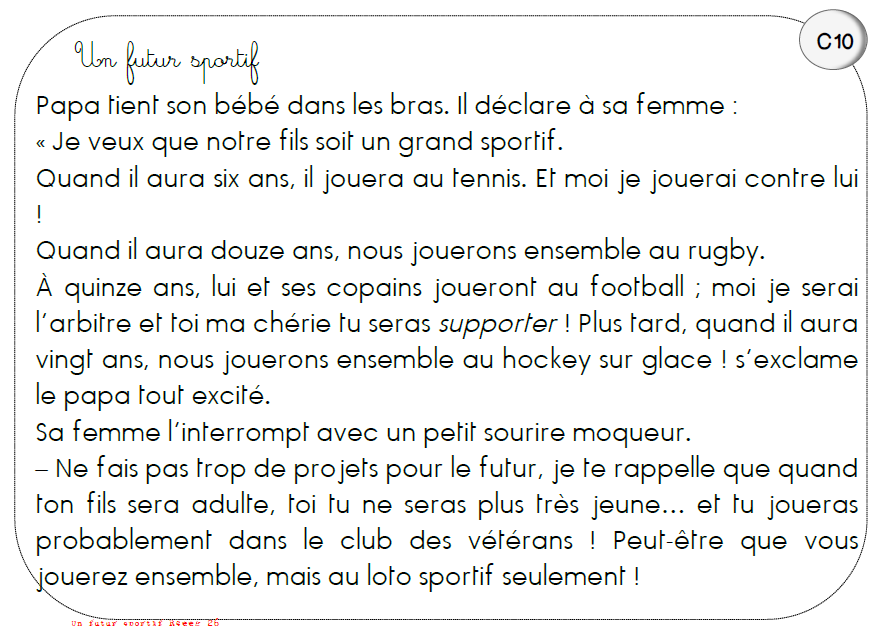 C10
Un futur sportif
Papa tient son bébé dans les bras. Il déclare à sa femme :
« Je veux que notre fils soit un grand sportif.
Quand il aura six ans, il jouera au tennis. Et moi je jouerai contre lui
!
Quand il aura douze ans, nous jouerons ensemble au rugby.
À quinze ans, lui et ses copains joueront au football ; moi je serai
l'arbitre et toi ma chérie tu seras supporter ! Plus tard, quand il aura
vingt ans, nous jouerons ensemble au hockey sur glace ! s'exclame
le papa tout excité.
Sa femme l'interrompt avec un petit sourire moqueur.
– Ne fais pas trop de projets pour le futur, je te rappelle que quand
ton fils sera adulte, toi tu ne seras plus très jeune... et tu joueras
probablement dans le club des vétérans ! Peut-être que vous
jouerez ensemble, mais au loto sportif seulement !
Un futur sportif